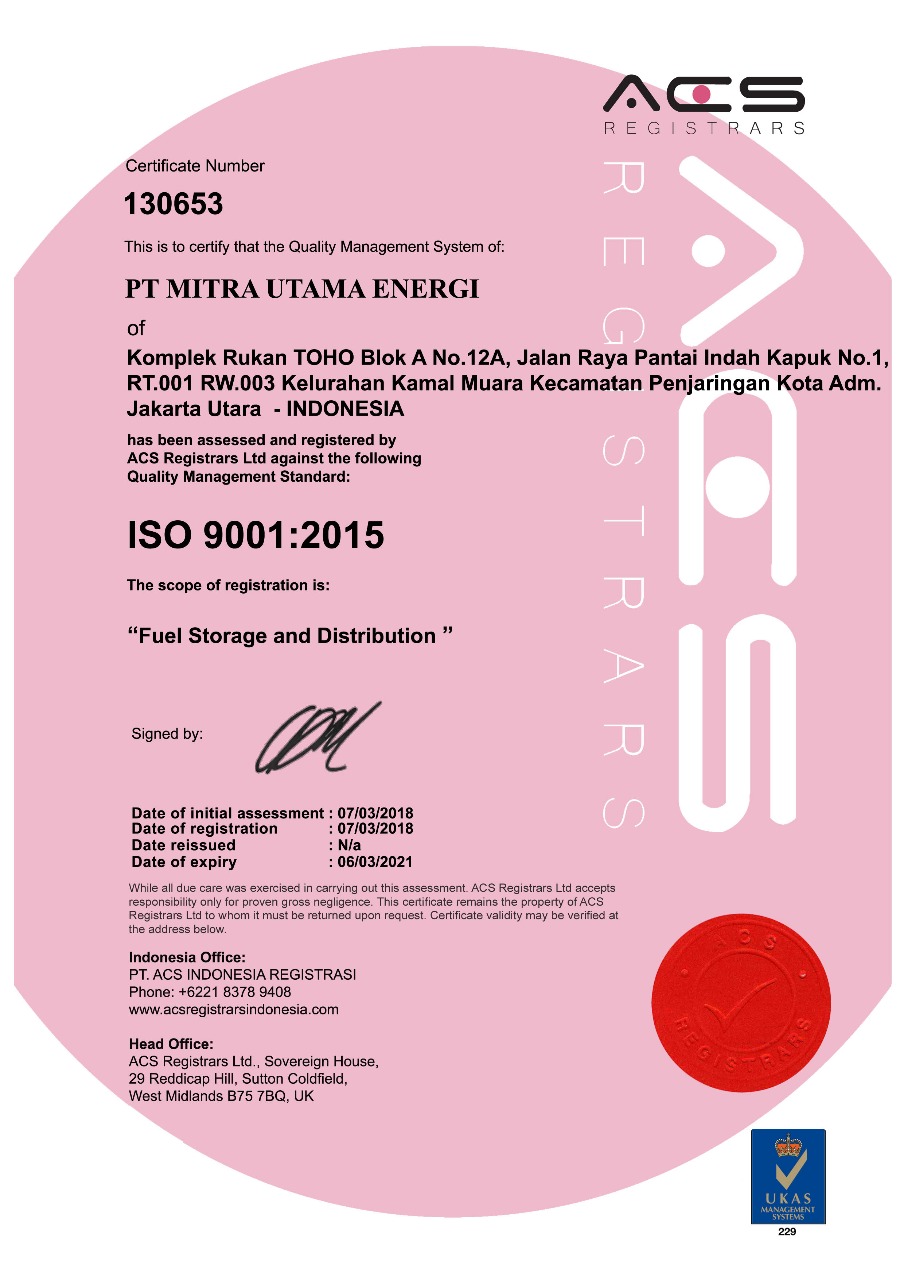 ACS
REGISTRARS
Certificate Number
130653
This is to certify that the Quality Management System of:
PT MITRA UTAMA ENERGI
of
Komplek Rukan TOHO Blok A No.12A, Jalan Raya Pantai Indah Kapuk No.1,
RT.001 RW.003 Kelurahan Kamal Muara Kecamatan Penjaringan Kota Adm.
Jakarta Utara - INDONESIA
has been assessed and registered by
ACS Registrars Ltd against the following
Quality Management Standard:
ISO 9001:2015
The scope of registration is:
“Fuel Storage and Distribution ”
Signed by:
Date of initial assessment : 07/03/2018
Date of registration : 07/03/2018
Date reissued : N/a
Date of expiry : 06/03/2021
While all due care was exercised in carrying out this assessment. ACS Registrars Ltd accepts
responsibility only for proven gross negligence. This certificate remains the property of ACS
Registrars Ltd to whom it must be returned upon request. Certificate validity may be verified at
the address below.
Indonesia Office:
PT. ACS INDONESIA REGISTRASI
Phone: +6221 8378 9408
www.acsregistrarsindonesia.com
Head Office:
ACS Registrars Ltd., Sovereign House,
29 Reddicap Hill, Sutton Coldfield,
West Midlands B75 7BQ, UK
ACS
REGISTRARS
ACS
REGISTRARS
UKAS
MANAGEMENT
SYSTEMS
229